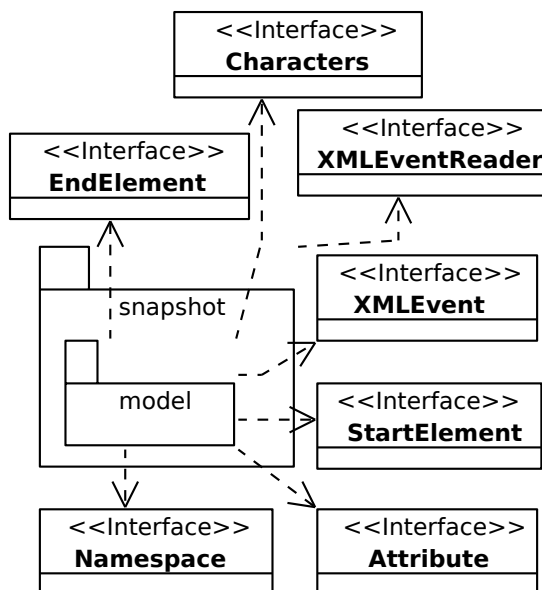 <<Interface>>
Characters
<<Interface>>
XMLEventReader
<<Interface>>
EndElement
snapshot
<<Interface>>
XMLEvent
model
<<Interface>>
StartElement
<<Interface>>
Namespace
<<Interface>>
Attribute